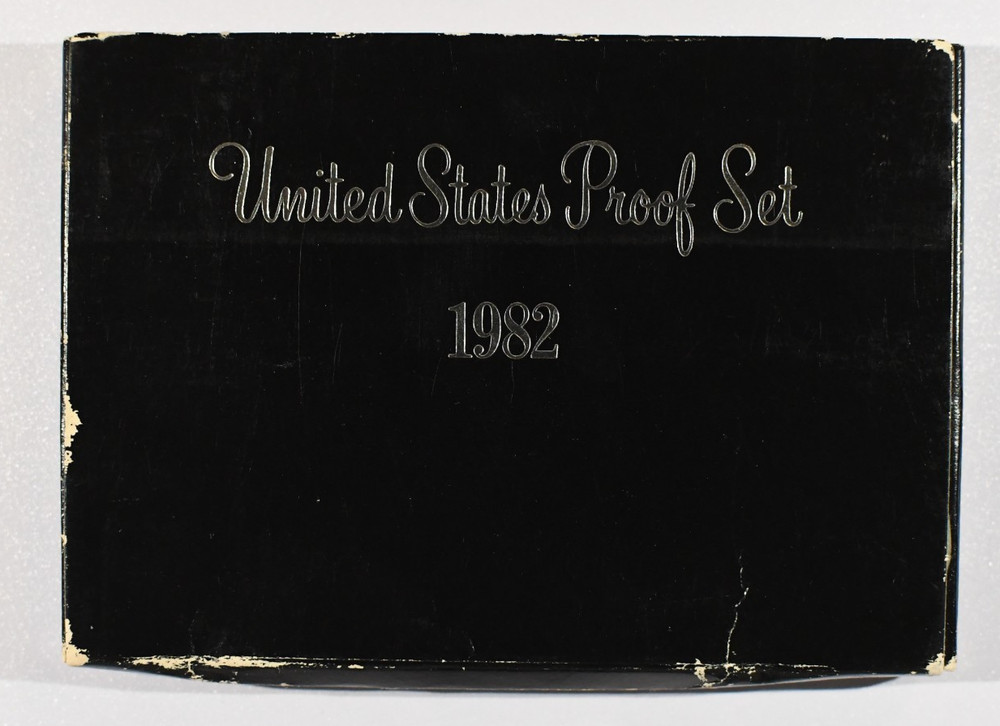 United States Proof Set
1982